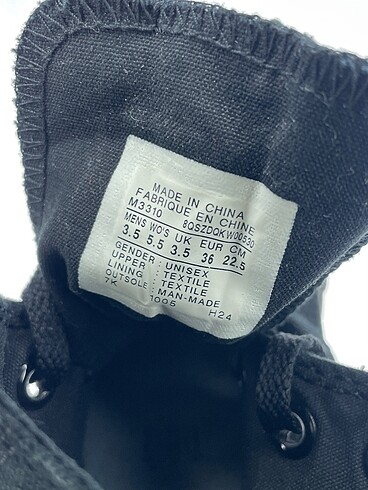 MADE IN CHINA
FABRIQUE EN CHINE
M3310 8QSZDQKW00530
MENS WO'S UK EUR CM
3.5 5.5 3.5 36 22.5
GENDER : UNISEX
UPPER : TEXTILE
LINING : TEXTILE
OUTSOLE : MAN-MADE
7K 1005 H24